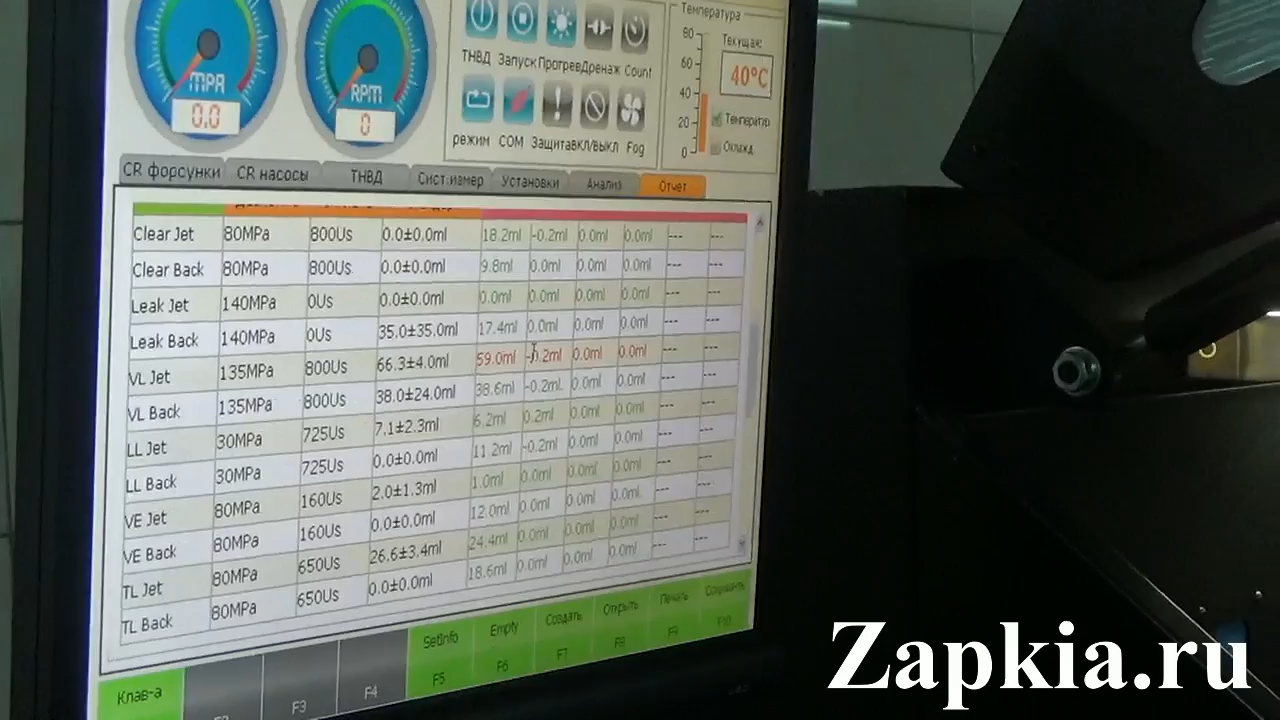 MPA
0.0
RPM
0
ТНВД Запуск Прогрев Дренаж Count
режим COM Защита вкл/выкл Fog
Температура
80
60
40
20
0
Текущая:
40°C
Температур
Охлажд.
CR форсунки CR насосы ТНВД Сист измер Установки Анализ Отчет
Clear Jet 80MPa 800Us 0.0±0.0ml 18.2ml -0.2ml 0.0ml 0.0ml --- ---
Clear Back 80MPa 800Us 0.0±0.0ml 9.8ml 0.0ml 0.0ml 0.0ml --- ---
Leak Jet 140MPa 0Us 0.0±0.0ml 0.0ml 0.0ml 0.0ml 0.0ml --- ---
Leak Back 140MPa 0Us 35.0±35.0ml 17.4ml 0.0ml 0.0ml 0.0ml --- ---
VL Jet 135MPa 800Us 66.3±4.0ml 59.0ml 0.0ml 0.0ml --- ---
VL Back 135MPa 800Us 38.0±24.0ml 38.6ml -0.2ml 0.0ml 0.0ml --- ---
LL Jet 30MPa 725Us 7.1±2.3ml 6.2ml 0.2ml 0.0ml 0.0ml --- ---
LL Back 30MPa 725Us 0.0±0.0ml 11.2ml -0.2ml 0.0ml 0.0ml --- ---
VE Jet 80MPa 160Us 2.0±1.3ml 1.0ml 0.0ml 0.0ml 0.0ml --- ---
VE Back 80MPa 160Us 0.0±0.0ml 12.0ml 0.0ml 0.0ml 0.0ml --- ---
TL Jet 80MPa 650Us 26.6±3.4ml 24.4ml 0.0ml 0.0ml 0.0ml --- ---
TL Back 80MPa 650Us 0.0±0.0ml 18.6ml 0.0ml 0.0ml 0.0ml --- ---
Клав-а
F3
F4
SetInfo F5
Empty F6
Создать F7
Открыть F8
Печать F9
Сохранить F10
Zapkia.ru